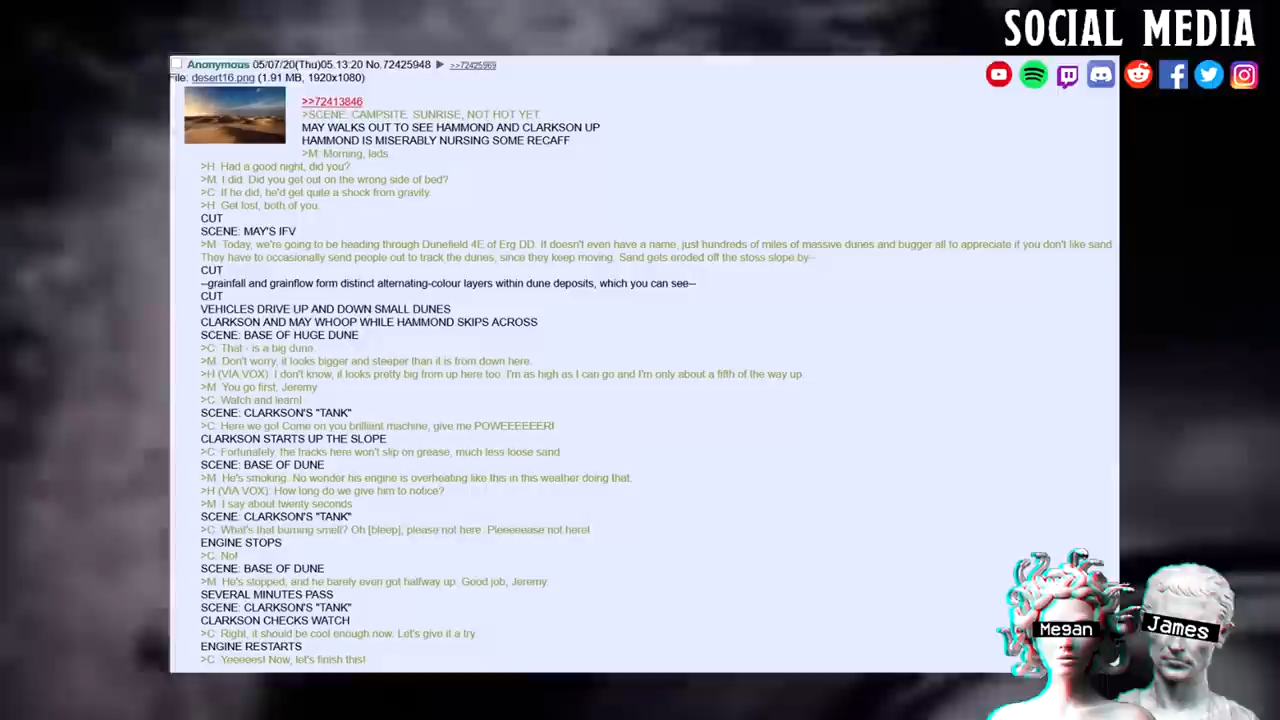 SOCIAL MEDIA
Anonymous 05/07/20(Thu)05:13:20 No.72425948 ▶ >>72425969
File: desert16.png (1.91 MB, 1920x1080)
>>72413846
>SCENE: CAMPSITE. SUNRISE, NOT HOT YET.
MAY WALKS OUT TO SEE HAMMOND AND CLARKSON UP
HAMMOND IS MISERABLY NURSING SOME RECAFF
>M: Morning, lads
>H: Had a good night, did you?
>M: I did. Did you get out on the wrong side of bed?
>C: If he did, he'd get quite a shock from gravity.
>H: Get lost, both of you.
CUT
SCENE: MAY'S IFV
>M: Today, we're going to be heading through Dunefield 4E of Erg DD. It doesn't even have a name, just hundreds of miles of massive dunes and bugger all to appreciate if you don't like sand
They have to occasionally send people out to track the dunes, since they keep moving. Sand gets eroded off the stoss slope by--
CUT
--grainfall and grainflow form distinct alternating-colour layers within dune deposits, which you can see--
CUT
VEHICLES DRIVE UP AND DOWN SMALL DUNES
CLARKSON AND MAY WHOOP WHILE HAMMOND SKIPS ACROSS
SCENE: BASE OF HUGE DUNE
>C: That - is a big dune.
>M: Don't worry, it looks bigger and steeper than it is from down here.
>H (VIA VOX): I don't know, it looks pretty big from up here too. I'm as high as I can go and I'm only about a fifth of the way up.
>M: You go first, Jeremy
>C: Watch and learn!
SCENE: CLARKSON'S "TANK"
>C: Here we go! Come on you brilliant machine, give me POWEEEEEER!
CLARKSON STARTS UP THE SLOPE
>C: Fortunately, the tracks here won't slip on grease, much less loose sand
SCENE: BASE OF DUNE
>M: He's smoking. No wonder his engine is overheating like this in this weather doing that.
>H (VIA VOX): How long do we give him to notice?
>M: I say about twenty seconds
SCENE: CLARKSON'S "TANK"
>C: What's that burning smell? Oh [bleep], please not here. Pleeeeease not here!
ENGINE STOPS
>C: No!
SCENE: BASE OF DUNE
>M: He's stopped, and he barely even got halfway up. Good job, Jeremy.
SEVERAL MINUTES PASS
SCENE: CLARKSON'S "TANK"
CLARKSON CHECKS WATCH
>C: Right, it should be cool enough now. Let's give it a try
ENGINE RESTARTS
>C: Yeeeees! Now, let's finish this!
Megan
James